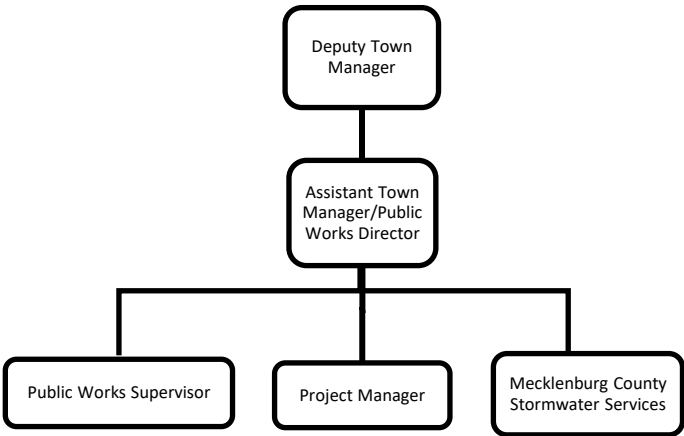 Deputy Town
Manager
Assistant Town
Manager/Public
Works Director
Public Works Supervisor
Project Manager
Mecklenburg County
Stormwater Services